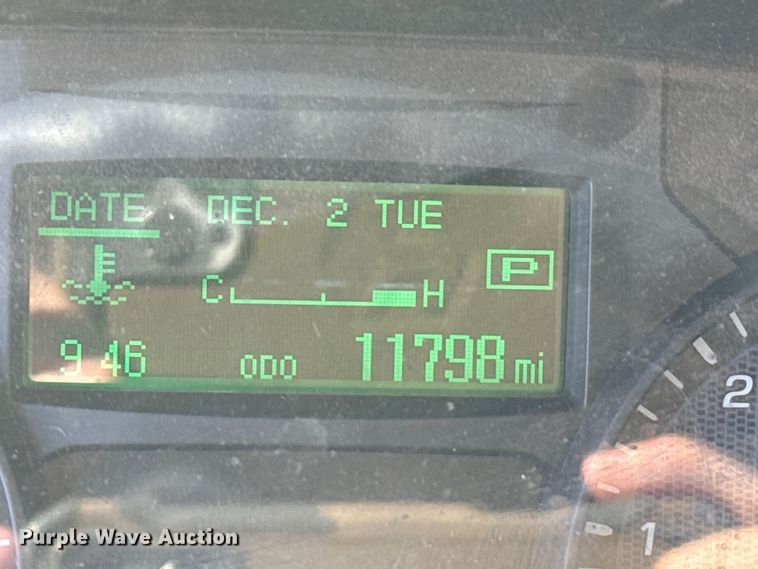 DATE DEC. 2 TUE
P
C H
9 46 ODO 11798 mi
2
1
Purple Wave Auction